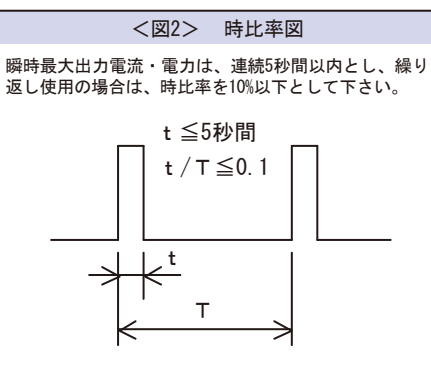 ＜図2＞　時比率図
瞬時最大出力電流・電力は、連続5秒間以内とし、繰り
返し使用の場合は、時比率を10%以下として下さい。
t ≦5秒間
t /T≦0.1
t
T